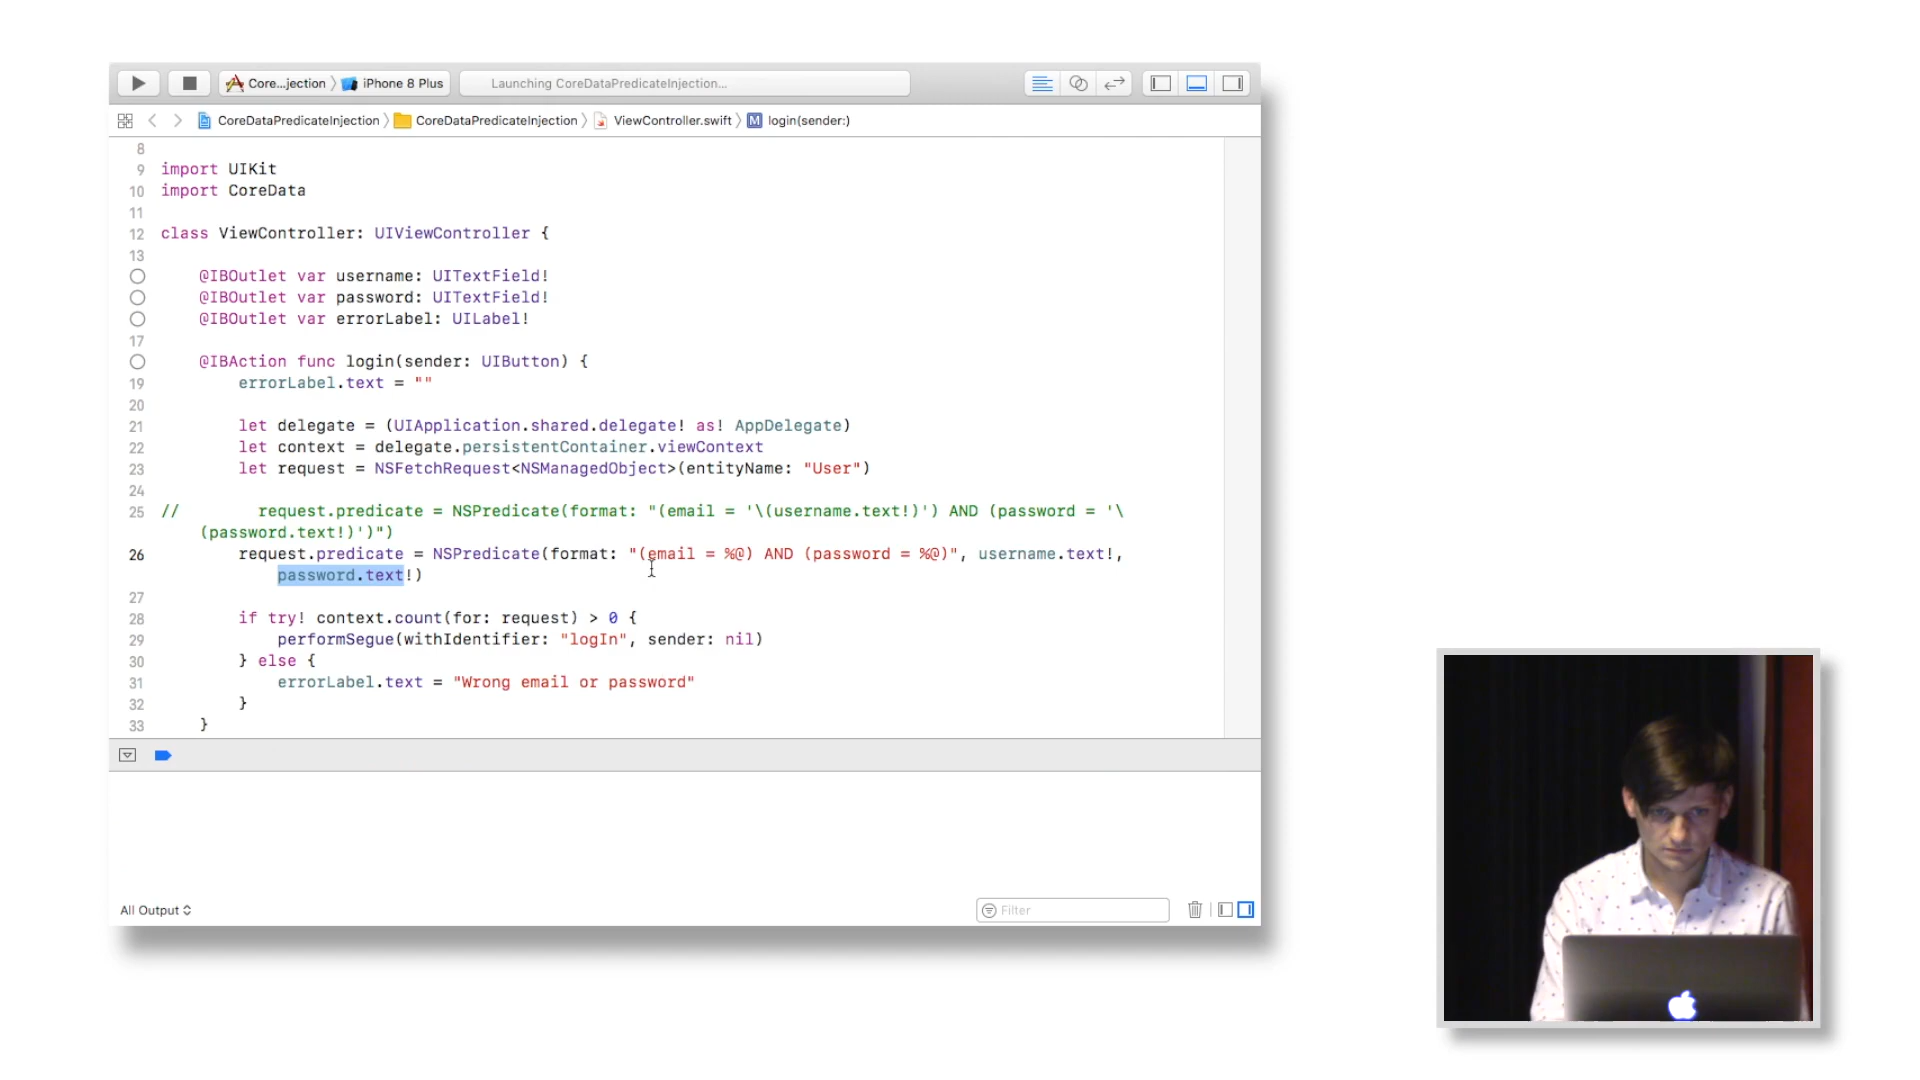 Core...jection 〉 iPhone 8 Plus
Launching CoreDataPredicateInjection...
CoreDataPredicateInjection 〉 CoreDataPredicateInjection 〉 ViewController.swift 〉 M login(sender:)
8
9 import UIKit
10 import CoreData
11
12 class ViewController: UIViewController {
13
@IBOutlet var username: UITextField!
@IBOutlet var password: UITextField!
@IBOutlet var errorLabel: UILabel!
17
@IBAction func login(sender: UIButton) {
19 errorLabel.text = ""
20
21 let delegate = (UIApplication.shared.delegate! as! AppDelegate)
22 let context = delegate.persistentContainer.viewContext
23 let request = NSFetchRequest<NSManagedObject>(entityName: "User")
24
25 // request.predicate = NSPredicate(format: "(email = '\(username.text!)') AND (password = '\
(password.text!)')")
26 request.predicate = NSPredicate(format: "(email = %@) AND (password = %@)", username.text!,
password.text!)
27
28 if try! context.count(for: request) > 0 {
29 performSegue(withIdentifier: "logIn", sender: nil)
30 } else {
31 errorLabel.text = "Wrong email or password"
32 }
33 }
All Output
Filter